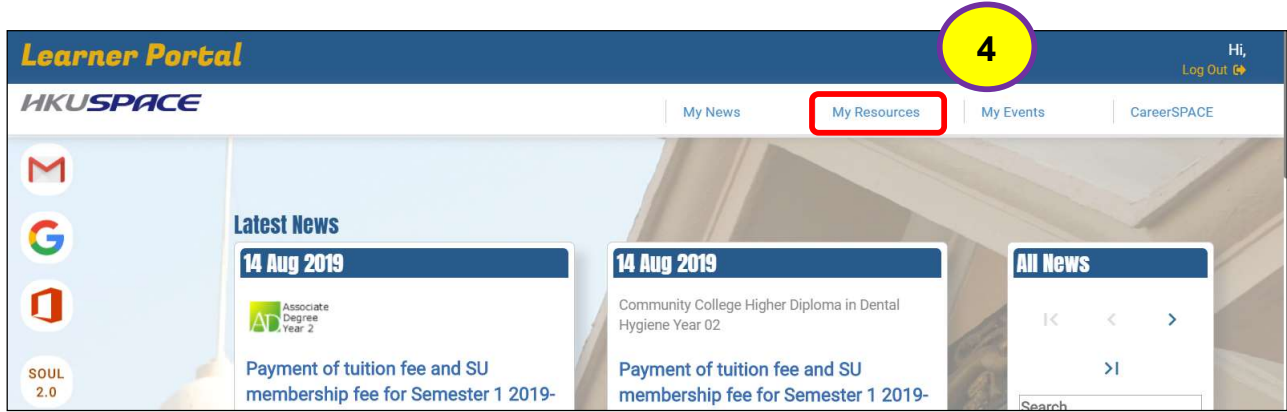 Learner Portal
4
Hi,
Log Out
HKUSPACE
My News
My Resources
My Events
CareerSPACE
Latest News
14 Aug 2019
AD Associate
Degree
Year 2
Payment of tuition fee and SU
membership fee for Semester 1 2019-
14 Aug 2019
Community College Higher Diploma in Dental
Hygiene Year 02
Payment of tuition fee and SU
membership fee for Semester 1 2019-
All News
Search
SOUL
2.0